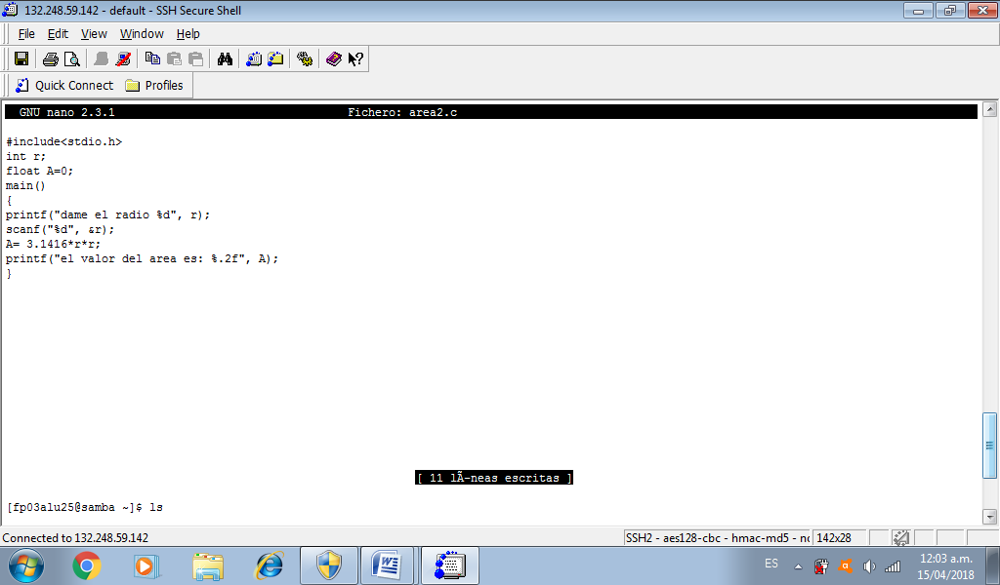 132.248.59.142 - default - SSH Secure Shell
File Edit View Window Help
Quick Connect Profiles
GNU nano 2.3.1 Fichero: area2.c
#include<stdio.h>
int r;
float A=0;
main()
{
printf("dame el radio %d", r);
scanf("%d", &r);
A= 3.1416*r*r;
printf("el valor del area es: %.2f", A);
}
[ 11 lÃ-neas escritas ]
[fp03alu25@samba ~]$ ls
Connected to 132.248.59.142 SSH2 - aes128-cbc - hmac-md5 - nc 142x28
ES 12:03 a.m.
15/04/2018